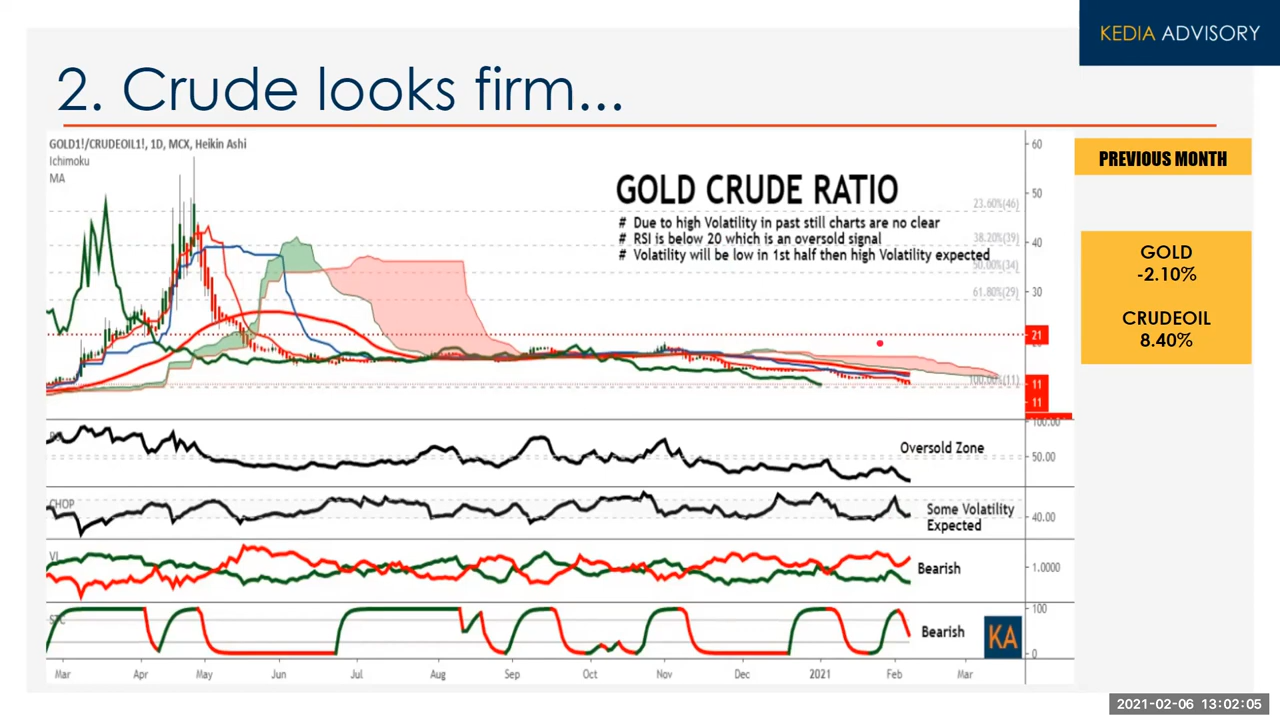 KEDIA ADVISORY
2. Crude looks firm...
GOLD1!/CRUDEOIL1!, 1D, MCX, Heikin Ashi
Ichimoku
MA
GOLD CRUDE RATIO
# Due to high Volatility in past still charts are no clear
# RSI is below 20 which is an oversold signal
# Volatility will be low in 1st half then high Volatility expected
23.60%(46)
38.20%(39)
50.00%(34)
61.80%(29)
100.00%(11)
60
50
40
30
21
11
11
PREVIOUS MONTH
GOLD
-2.10%
CRUDEOIL
8.40%
100.00
Oversold Zone
50.00
CHOP
Some Volatility
Expected
40.00
VI
Bearish
1.0000
STC
Bearish
100
0
KA
Mar Apr May Jun Jul Aug Sep Oct Nov Dec 2021 Feb Mar
2021-02-06 13:02:05